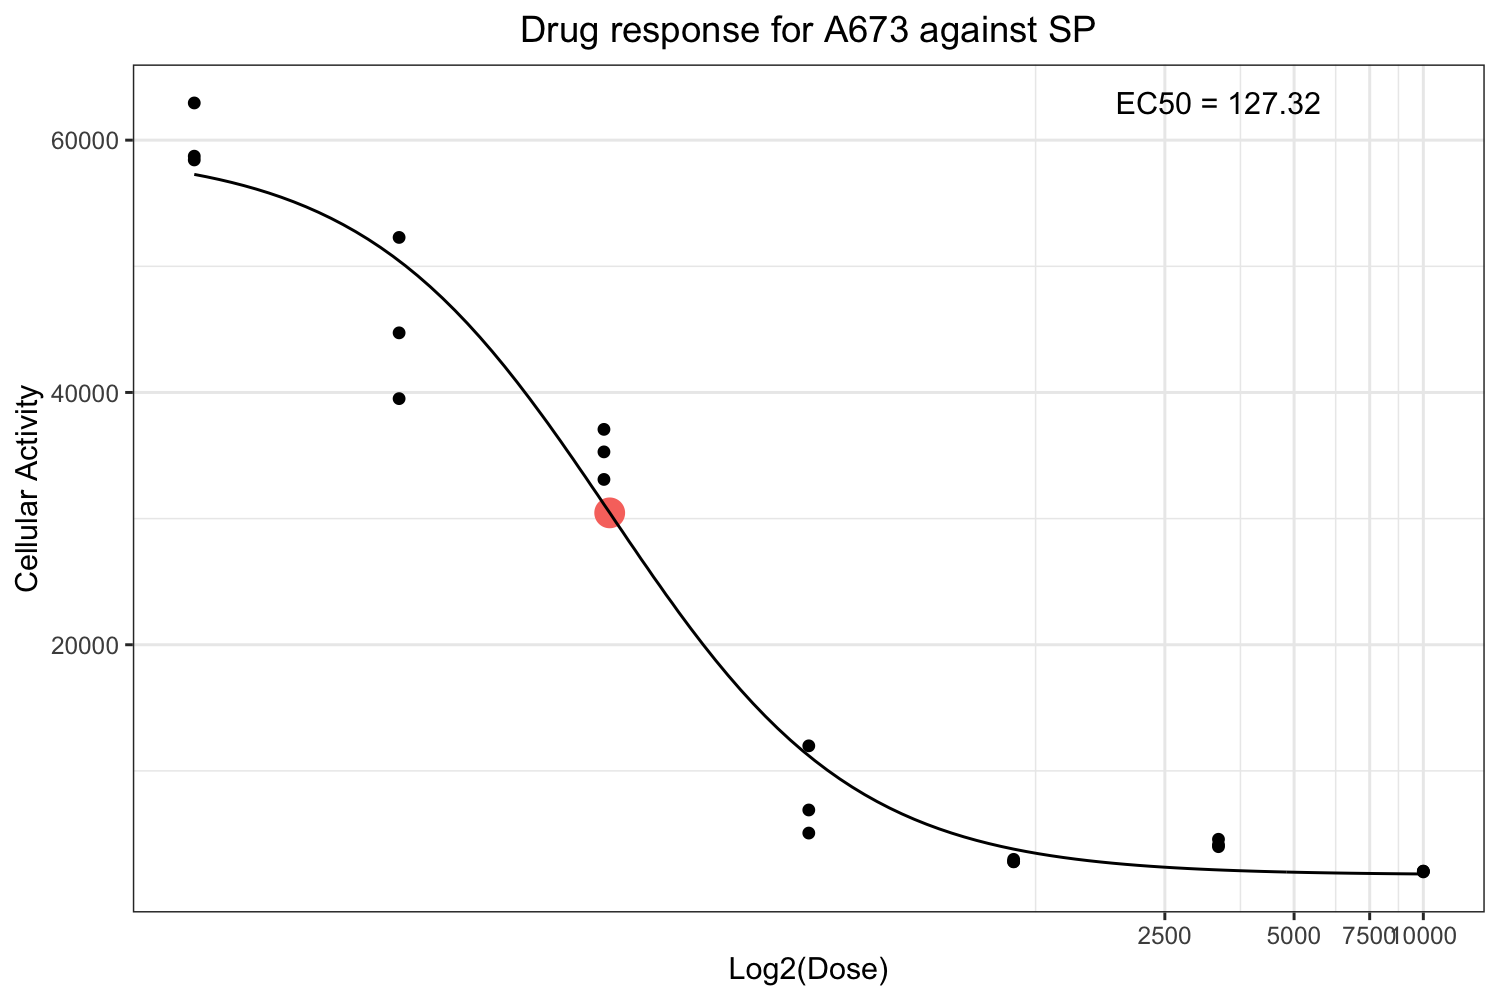 Drug response for A673 against SP
EC50 = 127.32
60000
40000
20000
Cellular Activity
2500 5000 7500 10000
Log2(Dose)